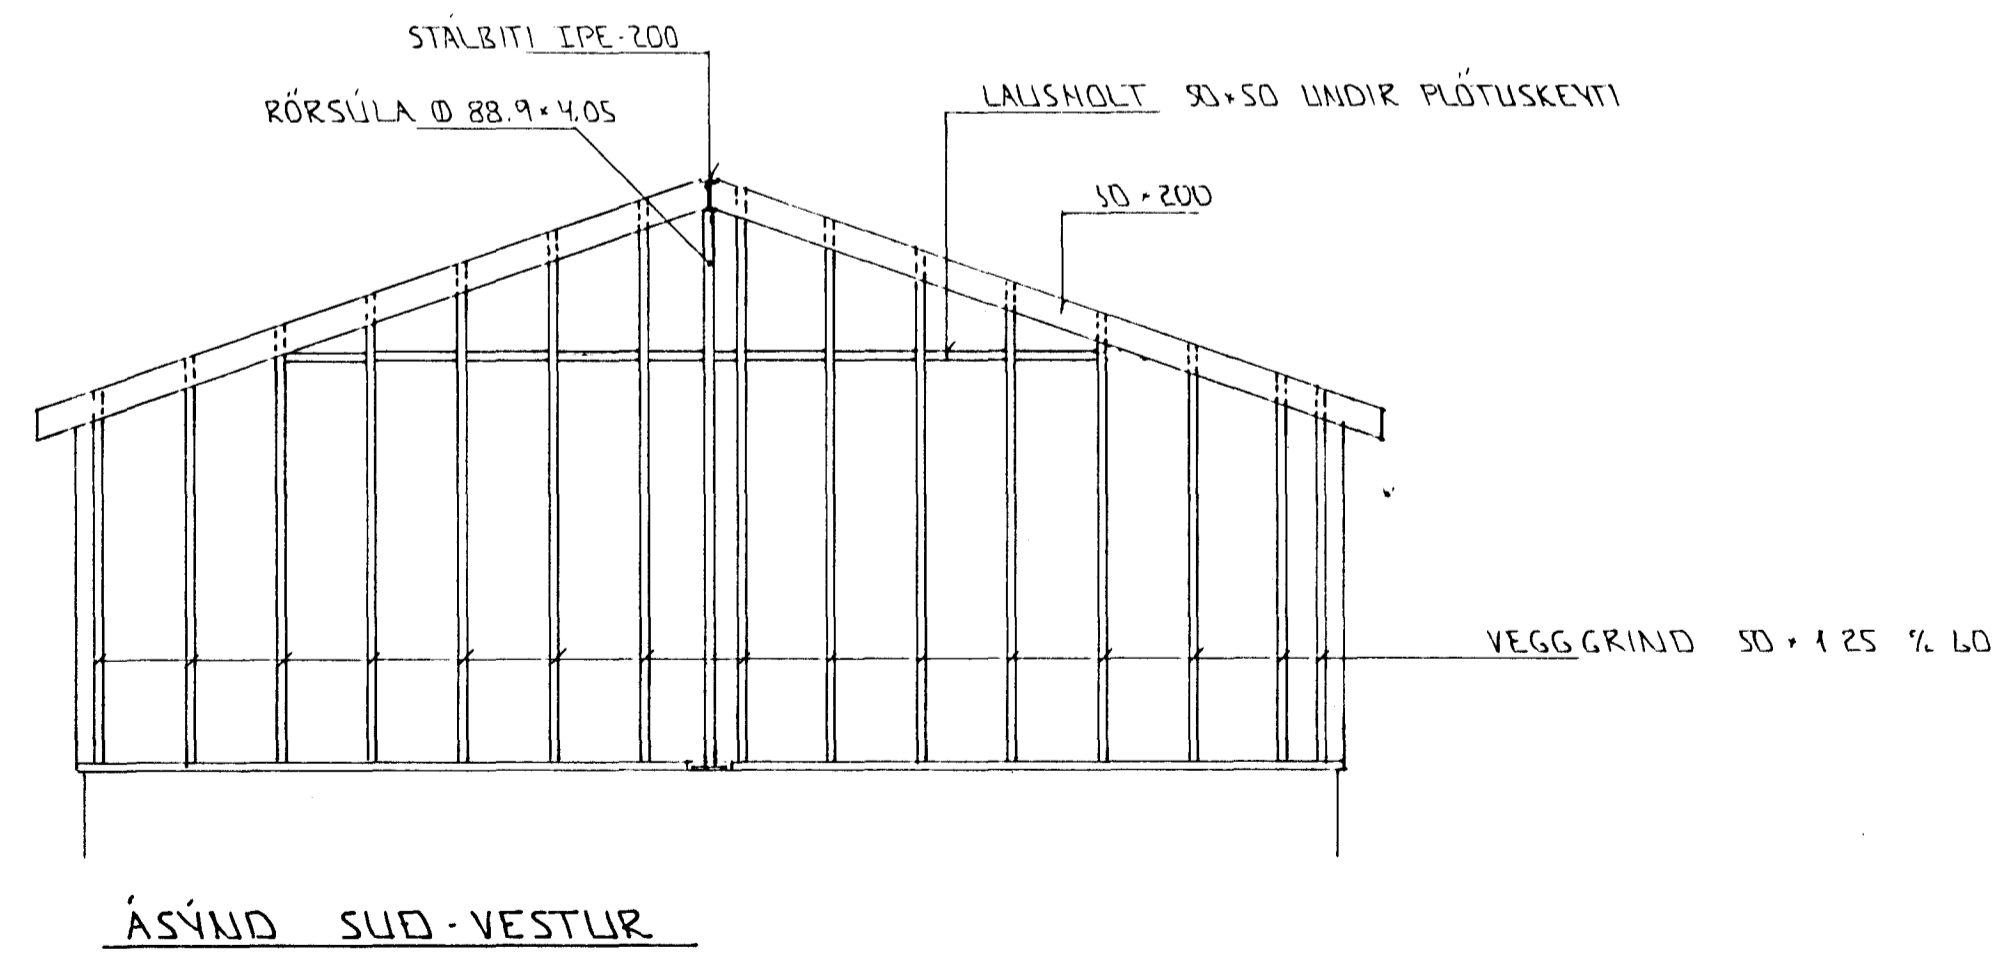 STÁLBITI IPE-200
RÖRSÚLA Ø 88.9×4.05
LAUSHOLT 50×50 UNDIR PLÖTUSKEYTI
50×200
VEGGGRIND 50×125 % 60
ÁSÝND SUÐ-VESTUR